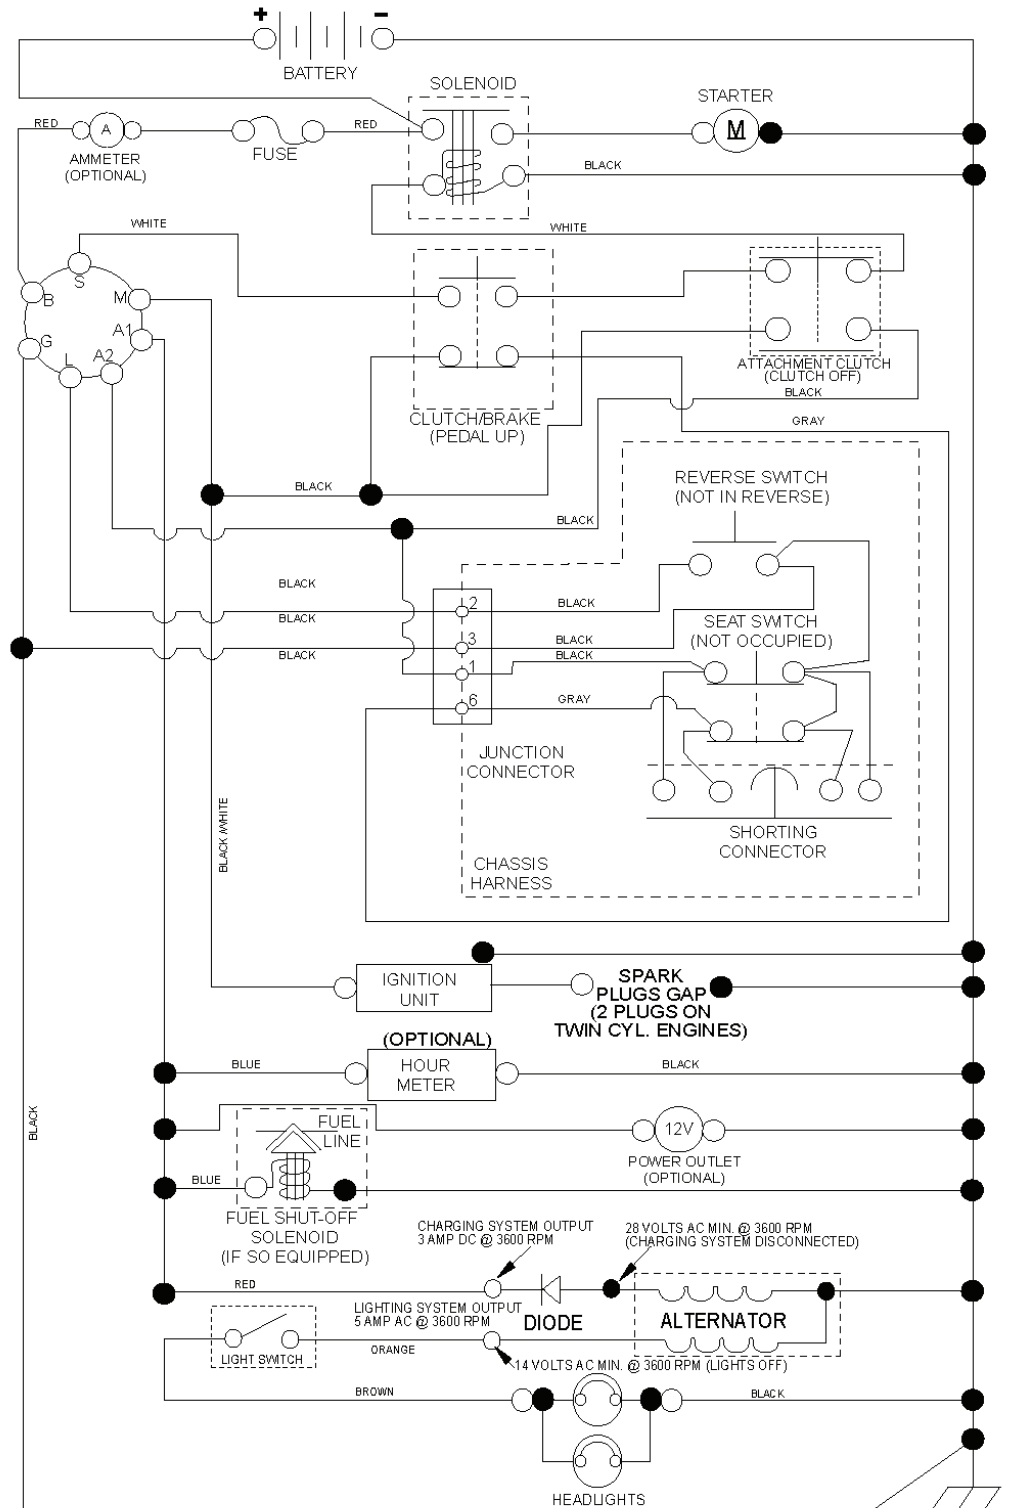 + −
BATTERY
SOLENOID
STARTER
RED
A
RED
M
AMMETER
(OPTIONAL)
FUSE
BLACK
WHITE
WHITE
S
B
M
A1
G
L
A2
ATTACHMENT CLUTCH
(CLUTCH OFF)
BLACK
CLUTCH/BRAKE
(PEDAL UP)
GRAY
REVERSE SWITCH
(NOT IN REVERSE)
BLACK
BLACK
BLACK
2
BLACK
BLACK
SEAT SWITCH
(NOT OCCUPIED)
3
BLACK
BLACK
BLACK
1
6
GRAY
JUNCTION
CONNECTOR
SHORTING
CONNECTOR
BLACK/WHITE
CHASSIS
HARNESS
IGNITION
UNIT
SPARK
PLUGS GAP
(2 PLUGS ON
TWIN CYL. ENGINES)
(OPTIONAL)
BLUE
HOUR
METER
BLACK
BLACK
FUEL
LINE
12V
POWER OUTLET
(OPTIONAL)
BLUE
FUEL SHUT-OFF
SOLENOID
(IF SO EQUIPPED)
CHARGING SYSTEM OUTPUT
3 AMP DC @ 3600 RPM
28 VOLTS AC MIN. @ 3600 RPM
(CHARGING SYSTEM DISCONNECTED)
RED
LIGHTING SYSTEM OUTPUT
5 AMP AC @ 3600 RPM
DIODE
ALTERNATOR
LIGHT SWITCH
ORANGE
14 VOLTS AC MIN. @ 3600 RPM (LIGHTS OFF)
BROWN
BLACK
HEADLIGHTS